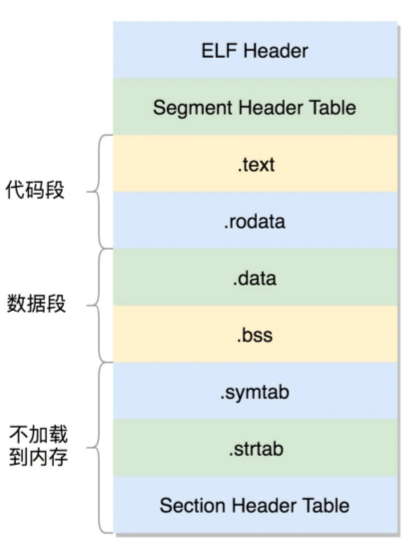 ELF Header
Segment Header Table
代码段
.text
.rodata
数据段
.data
.bss
不加载
到内存
.symtab
.strtab
Section Header Table